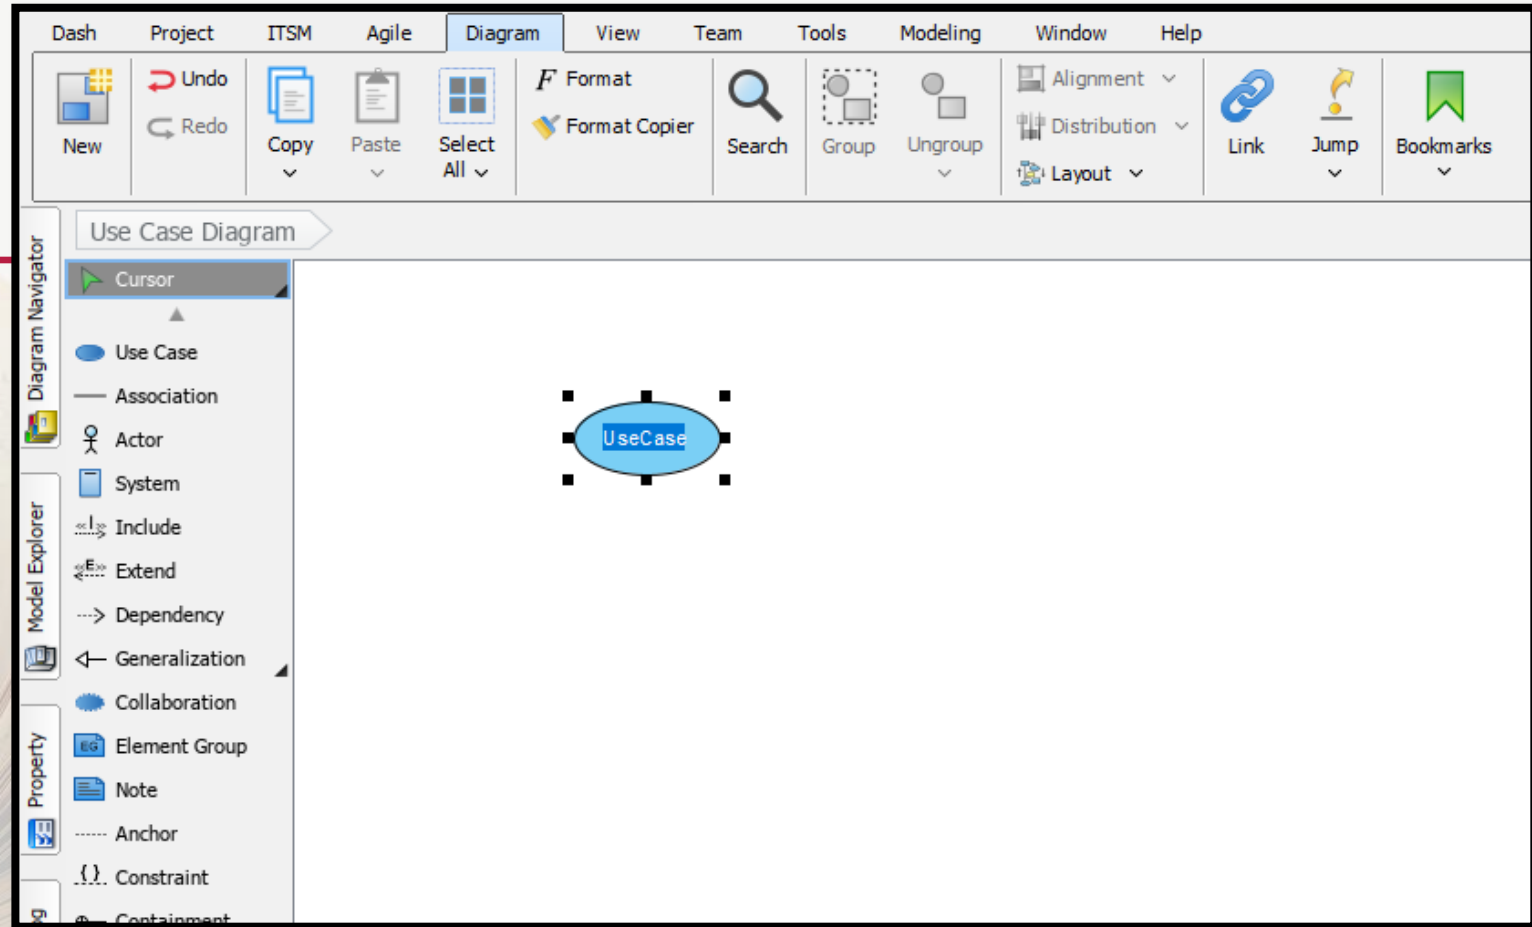 Dash Project ITSM Agile Diagram View Team Tools Modeling Window Help
New
Undo
Redo
Copy
Paste
Select
All
F Format
Format Copier
Search
Group
Ungroup
Alignment
Distribution
Layout
Link
Jump
Bookmarks
Use Case Diagram
Diagram Navigator
Model Explorer
Property
Cursor
Use Case
Association
Actor
System
«I» Include
«E» Extend
Dependency
Generalization
Collaboration
EG Element Group
Note
Anchor
{} Constraint
Containment
UseCase